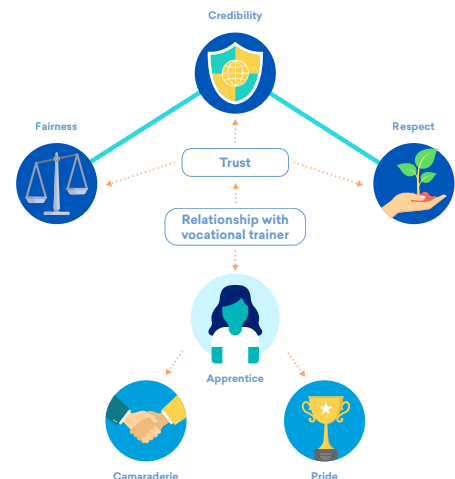 Credibility
Fairness
Respect
Trust
Relationship with
vocational trainer
Apprentice
Camaraderie
Pride